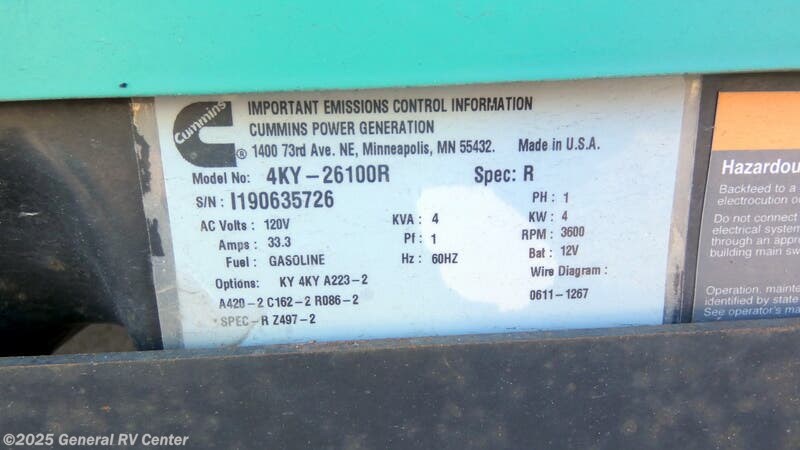 Cummins
®
IMPORTANT EMISSIONS CONTROL INFORMATION
CUMMINS POWER GENERATION
1400 73rd Ave. NE, Minneapolis, MN 55432. Made in U.S.A.
Model No: 4KY-26100R Spec: R
S/N : I190635726 PH : 1
AC Volts : 120V KVA : 4 KW : 4
Amps : 33.3 Pf : 1 RPM : 3600
Fuel : GASOLINE Hz : 60HZ Bat : 12V
Options: KY 4KY A223-2 Wire Diagram :
A420-2 C162-2 R086-2 0611-1267
SPEC-R Z497-2
Hazardou
Backfeed to a
electrocution o
Do not connect
electrical system
through an appr
building main sw
Operation, mainte
identified by state
See operator's ma
©2025 General RV Center